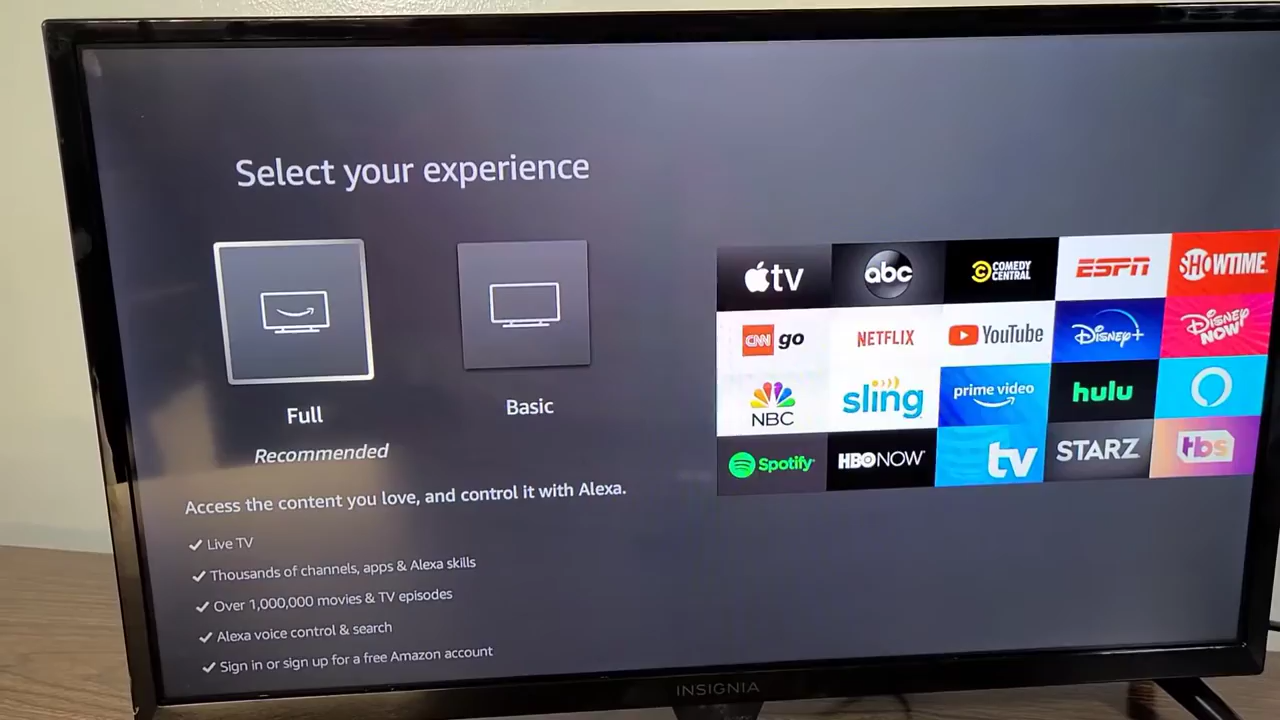 Select your experience
Full
Basic
Recommended
Access the content you love, and control it with Alexa.
Live TV
Thousands of channels, apps & Alexa skills
Over 1,000,000 movies & TV episodes
Alexa voice control & search
Sign in or sign up for a free Amazon account
tv
abc
COMEDY
CENTRAL
ESPN
SHOWTIME
CNN go
NETFLIX
YouTube
Disney+
Disney
NOW
NBC
sling
prime video
hulu
Spotify
HBO NOW
tv
STARZ
tbs
INSIGNIA